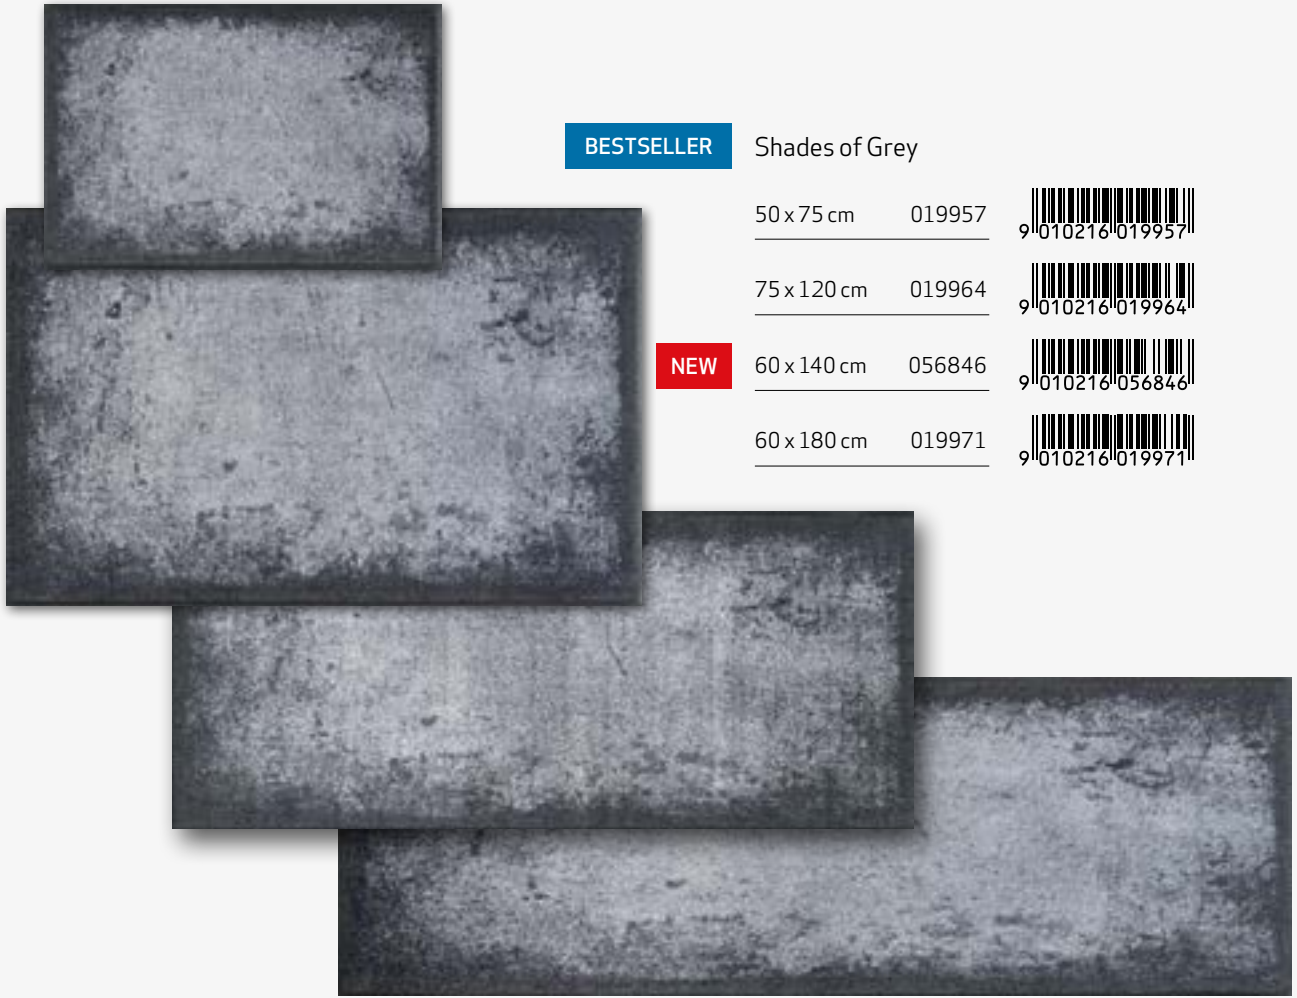 BESTSELLER Shades of Grey
50 x 75 cm 019957 9 010216 019957
75 x 120 cm 019964 9 010216 019964
NEW 60 x 140 cm 056846 9 010216 056846
60 x 180 cm 019971 9 010216 019971